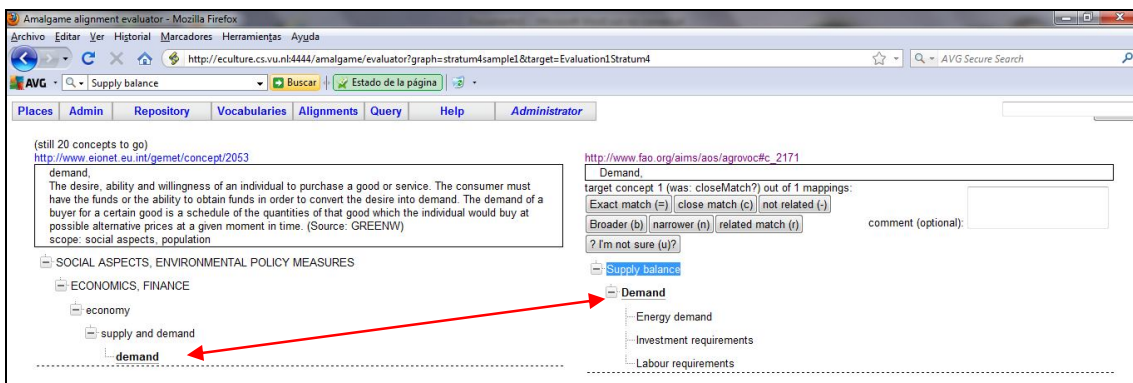 Amalgame alignment evaluator - Mozilla Firefox
Archivo Editar Ver Historial Marcadores Herramientas Ayuda
http://eculture.cs.vu.nl:4444/amalgame/evaluator?graph=stratum4sample1&target=Evaluation1Stratum4
AVG Secure Search
AVG Supply balance Buscar Estado de la página
Places Admin Repository Vocabularies Alignments Query Help Administrator
(still 20 concepts to go)
http://www.eionet.eu.int/gemet/concept/2053
demand,
The desire, ability and willingness of an individual to purchase a good or service. The consumer must
have the funds or the ability to obtain funds in order to convert the desire into demand. The demand of a
buyer for a certain good is a schedule of the quantities of that good which the individual would buy at
possible alternative prices at a given moment in time. (Source: GREENW)
scope: social aspects, population
SOCIAL ASPECTS, ENVIRONMENTAL POLICY MEASURES
ECONOMICS, FINANCE
economy
supply and demand
demand
http://www.fao.org/aims/aos/agrovoc#c_2171
Demand,
target concept 1 (was: closeMatch?) out of 1 mappings:
Exact match (=) close match (c) not related (-)
Broader (b) narrower (n) related match (r)
? I'm not sure (u)?
comment (optional):
Supply balance
Demand
Energy demand
Investment requirements
Labour requirements